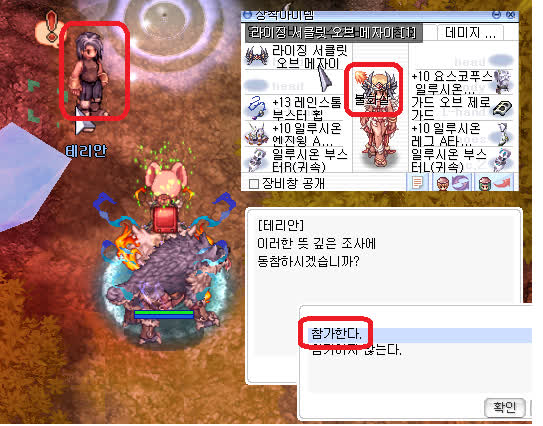 장착아이템
라이징 서클릿 오브 메자이 [1]
데미지 ...
라이징 서클릿
오브 메자이
head
+10 요스코푸스
일루시온...
+13 레인스톰
부스터 휩
가드 오브 제로
가드
+10 일루시온
엔진윙 A...
+10 일루시온
레그 A타...
일루시온 부스
터R(귀속)
일루시온 부스
터L(귀속)
장비창 공개
테리안
[테리안]
이러한 뜻 깊은 조사에
동참하시겠습니까?
참가한다.
참가하지 않는다.
확인